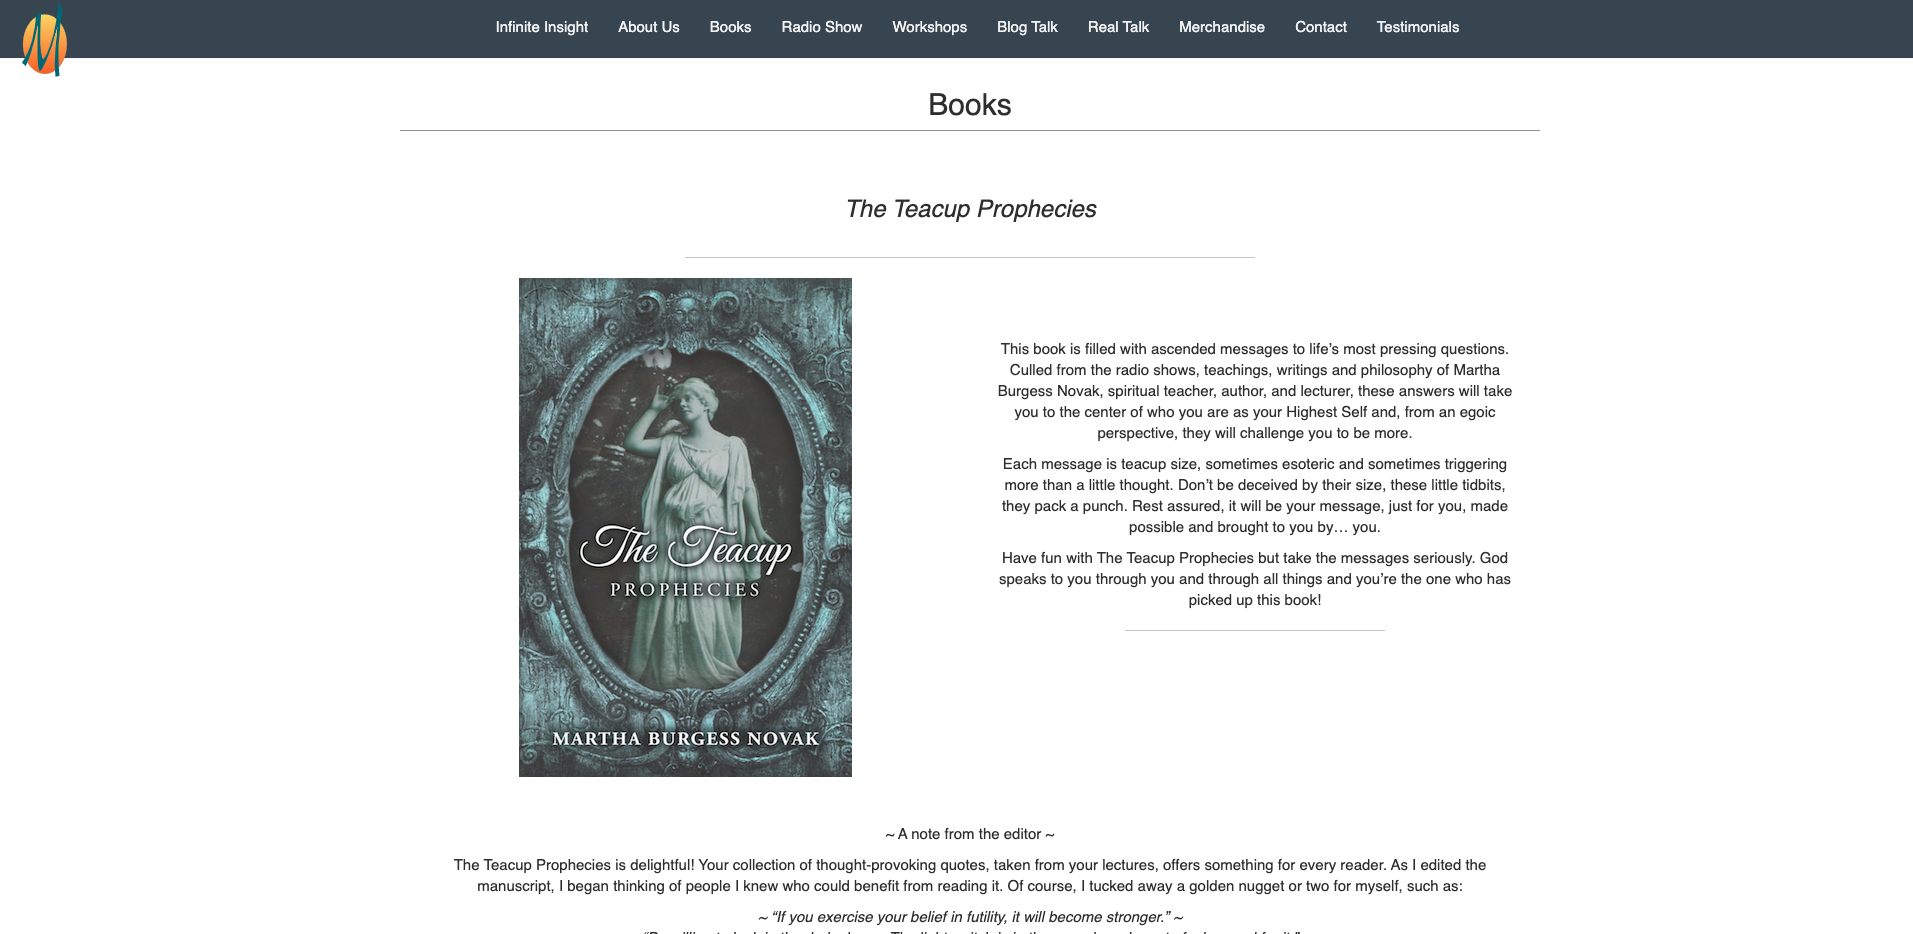 M
Infinite Insight About Us Books Radio Show Workshops Blog Talk Real Talk Merchandise Contact Testimonials
Books
The Teacup Prophecies
The Teacup
PROPHECIES
MARTHA BURGESS NOVAK
This book is filled with ascended messages to life’s most pressing questions.
Culled from the radio shows, teachings, writings and philosophy of Martha
Burgess Novak, spiritual teacher, author, and lecturer, these answers will take
you to the center of who you are as your Highest Self and, from an egoic
perspective, they will challenge you to be more.
Each message is teacup size, sometimes esoteric and sometimes triggering
more than a little thought. Don’t be deceived by their size, these little tidbits,
they pack a punch. Rest assured, it will be your message, just for you, made
possible and brought to you by… you.
Have fun with The Teacup Prophecies but take the messages seriously. God
speaks to you through you and through all things and you’re the one who has
picked up this book!
~ A note from the editor ~
The Teacup Prophecies is delightful! Your collection of thought-provoking quotes, taken from your lectures, offers something for every reader. As I edited the
manuscript, I began thinking of people I knew who could benefit from reading it. Of course, I tucked away a golden nugget or two for myself, such as:
~ “If you exercise your belief in futility, it will become stronger.” ~